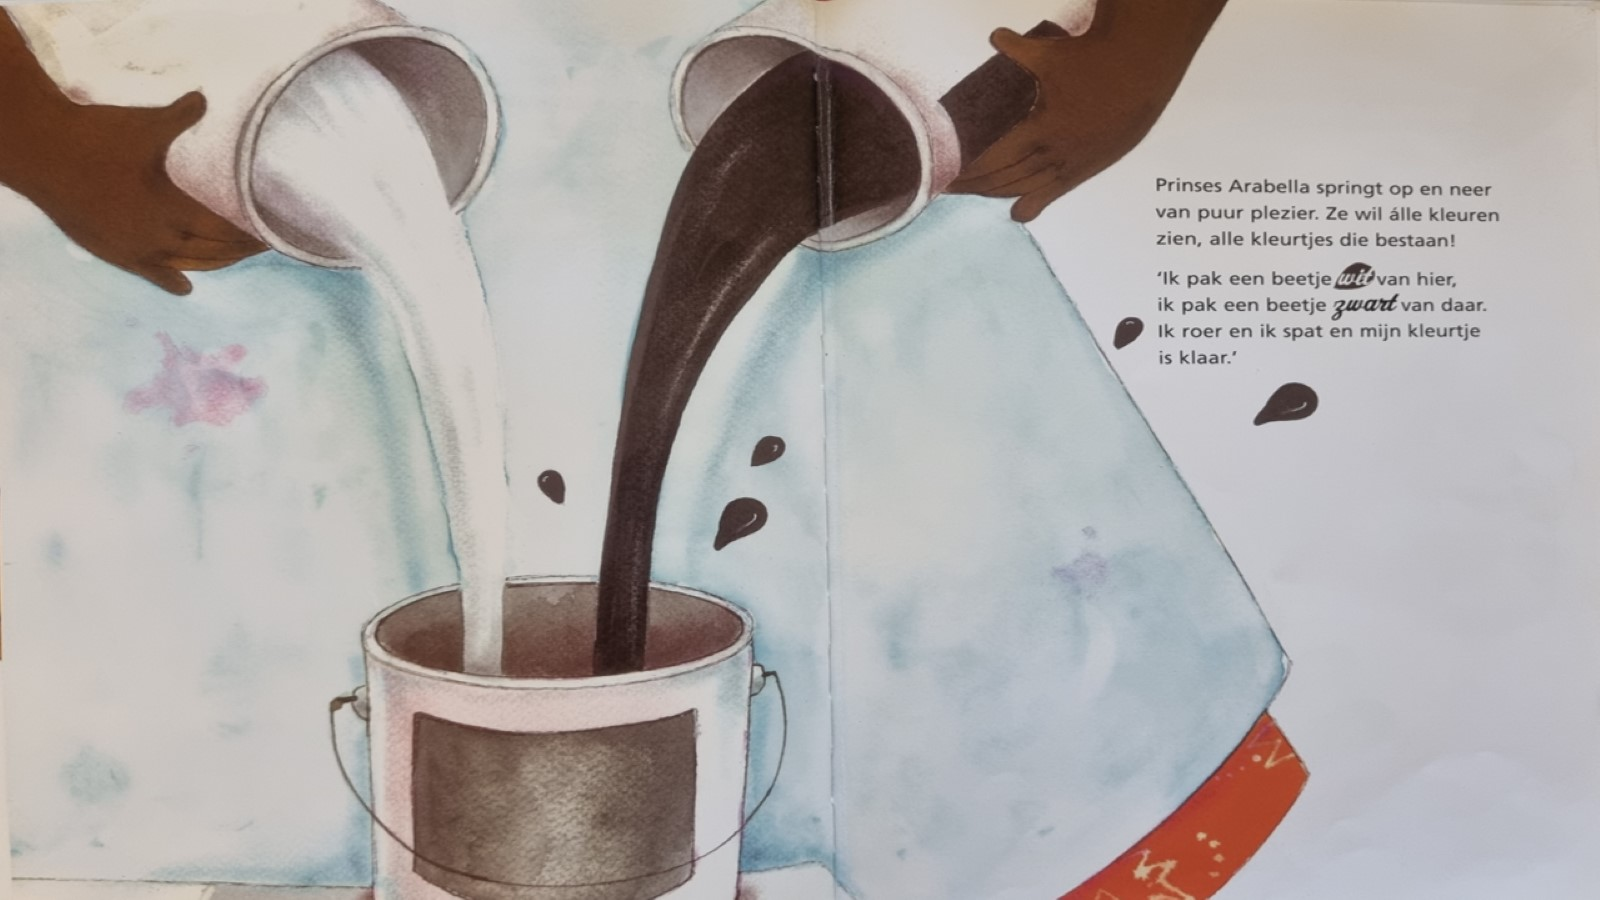 Prinses Arabella springt op en neer
van puur plezier. Ze wil álle kleuren
zien, alle kleurtjes die bestaan!
‘Ik pak een beetje wit van hier,
ik pak een beetje zwart van daar.
Ik roer en ik spat en mijn kleurtje
is klaar.’